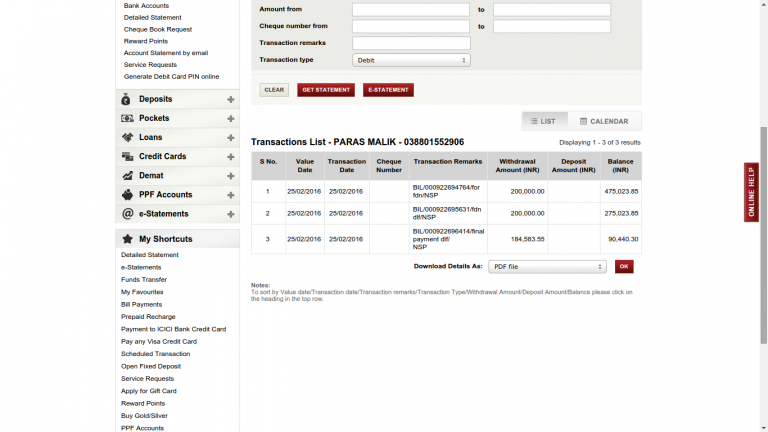 Bank Accounts
Detailed Statement
Cheque Book Request
Reward Points
Account Statement by email
Service Requests
Generate Debit Card PIN online
Deposits
Pockets
Loans
Credit Cards
Demat
PPF Accounts
e-Statements
My Shortcuts
Detailed Statement
e-Statements
Funds Transfer
My Favourites
Bill Payments
Prepaid Recharge
Payment to ICICI Bank Credit Card
Pay any Visa Credit Card
Scheduled Transaction
Open Fixed Deposit
Service Requests
Apply for Gift Card
Reward Points
Buy Gold/Silver
PPF Accounts
Amount from to
Cheque number from to
Transaction remarks
Transaction type Debit
CLEAR GET STATEMENT E-STATEMENT
LIST CALENDAR
Transactions List - PARAS MALIK - 038801552906 Displaying 1 - 3 of 3 results
S No. Value Date Transaction Date Cheque Number Transaction Remarks Withdrawal Amount (INR) Deposit Amount (INR) Balance (INR)
1 25/02/2016 25/02/2016 BIL/000922694764/for fdn/NSP 200,000.00 475,023.85
2 25/02/2016 25/02/2016 BIL/000922695631/fdn dlf/NSP 200,000.00 275,023.85
3 25/02/2016 25/02/2016 BIL/000922696414/final payment dlf/ NSP 184,583.55 90,440.30
Download Details As: PDF file OK
Notes:
To sort by Value date/Transaction date/Transaction remarks/Transaction Type/Withdrawal Amount/Deposit Amount/Balance please click on
the heading in the top row.
ONLINE HELP